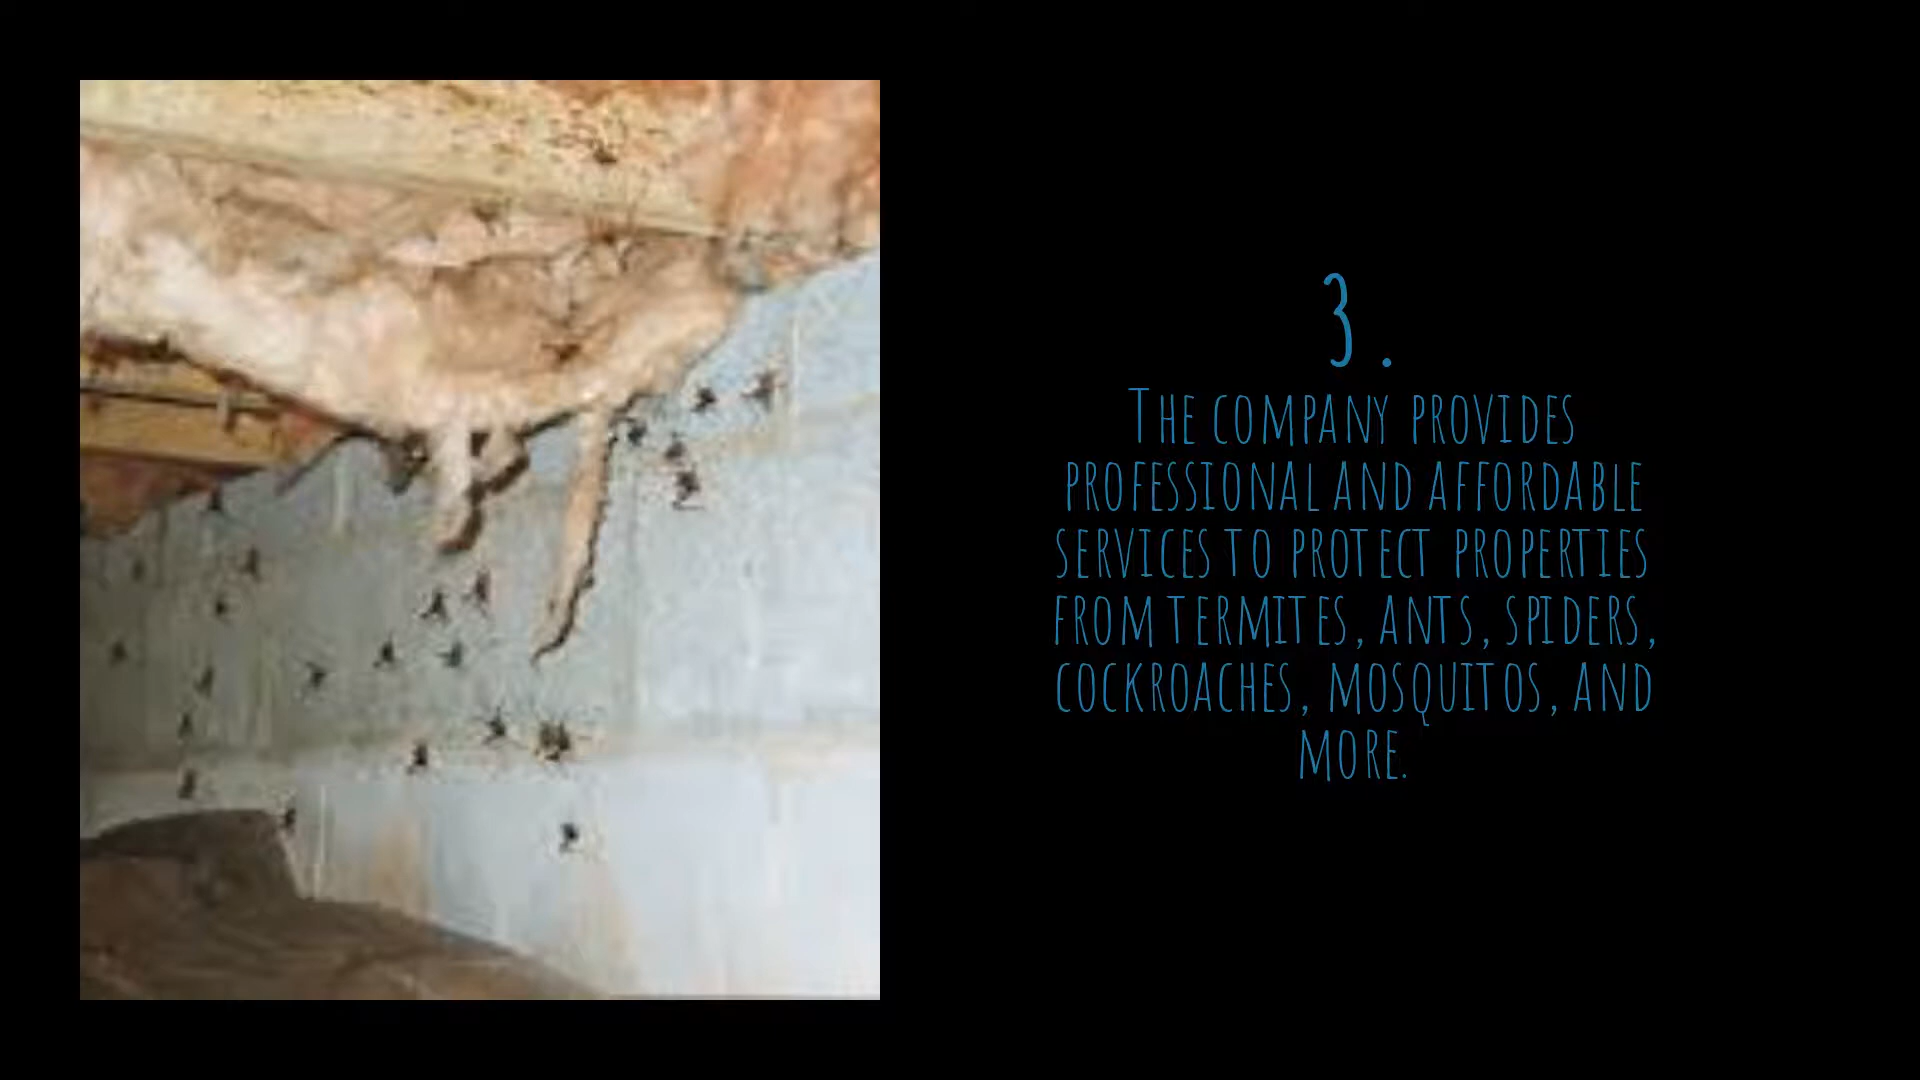 3.
The company provides
professional and affordable
services to protect properties
from termites, ants, spiders,
cockroaches, mosquitos, and
more.